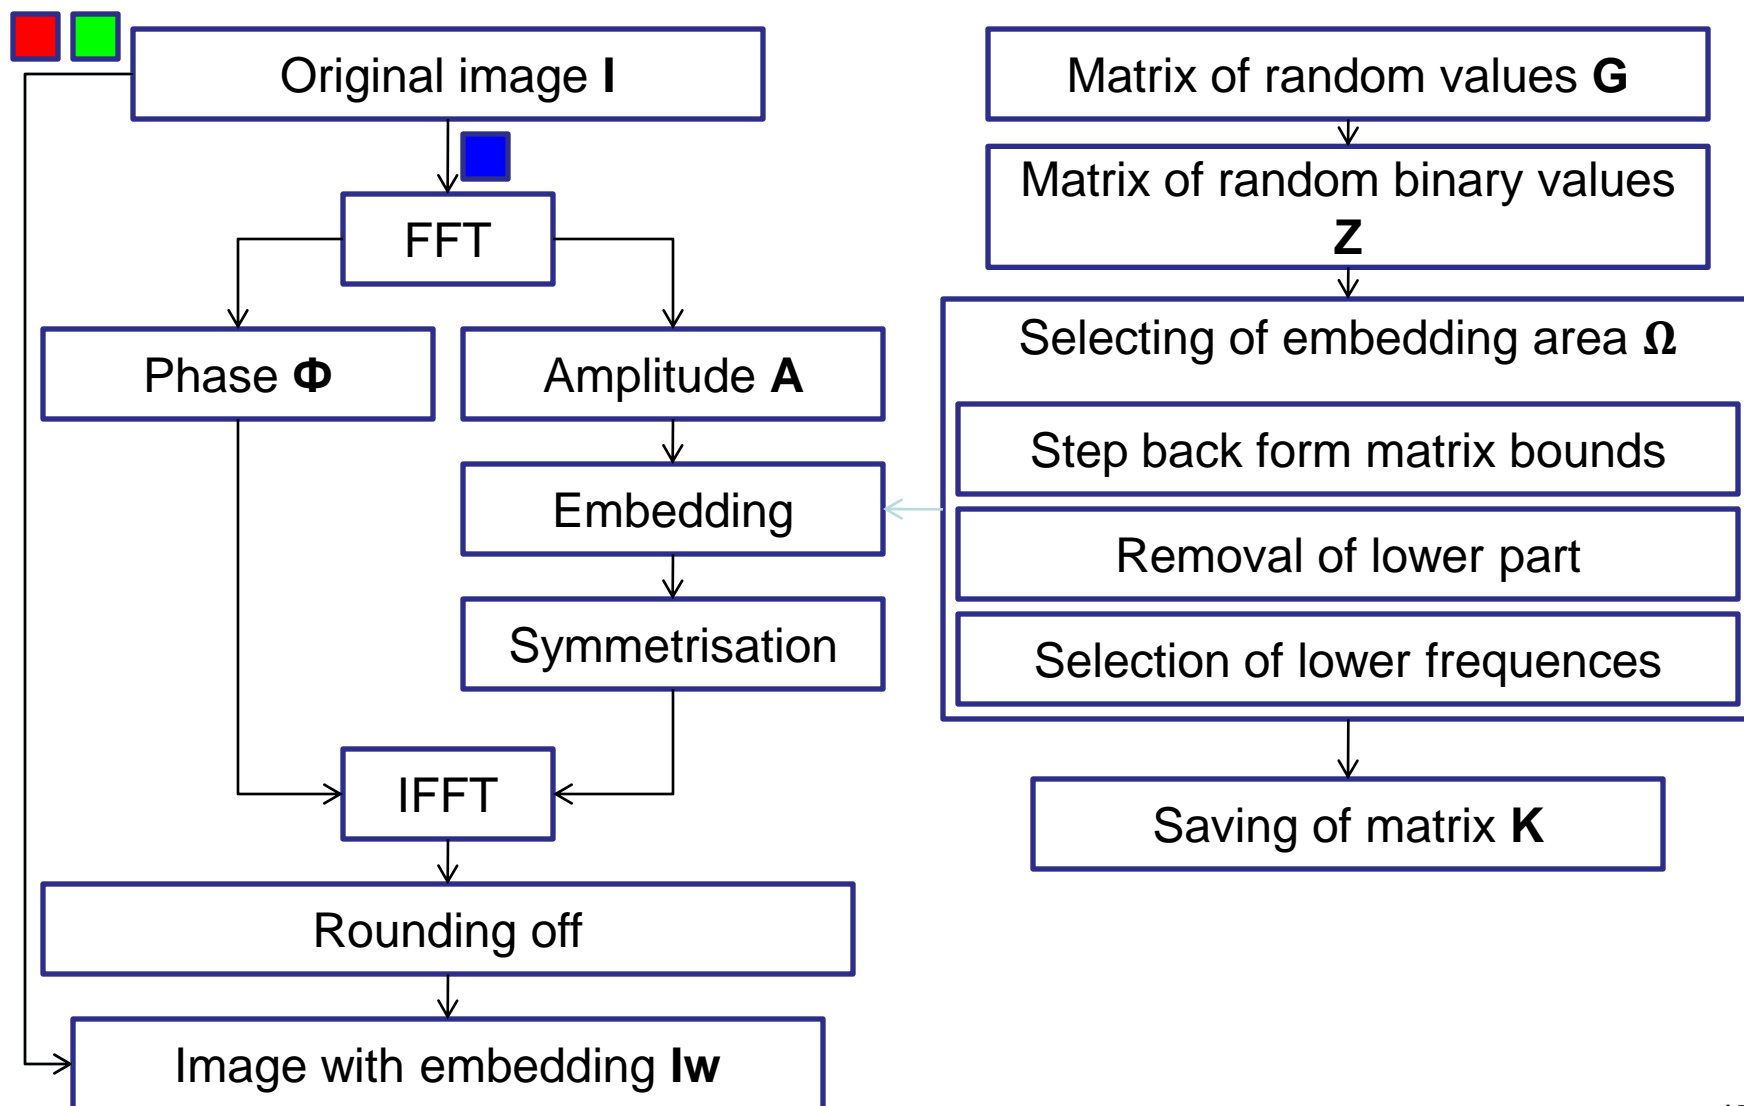 Original image I
FFT
Phase Φ
Amplitude A
Embedding
Symmetrisation
IFFT
Rounding off
Image with embedding Iw
Matrix of random values G
Matrix of random binary values
Z
Selecting of embedding area Ω
Step back form matrix bounds
Removal of lower part
Selection of lower frequences
Saving of matrix K